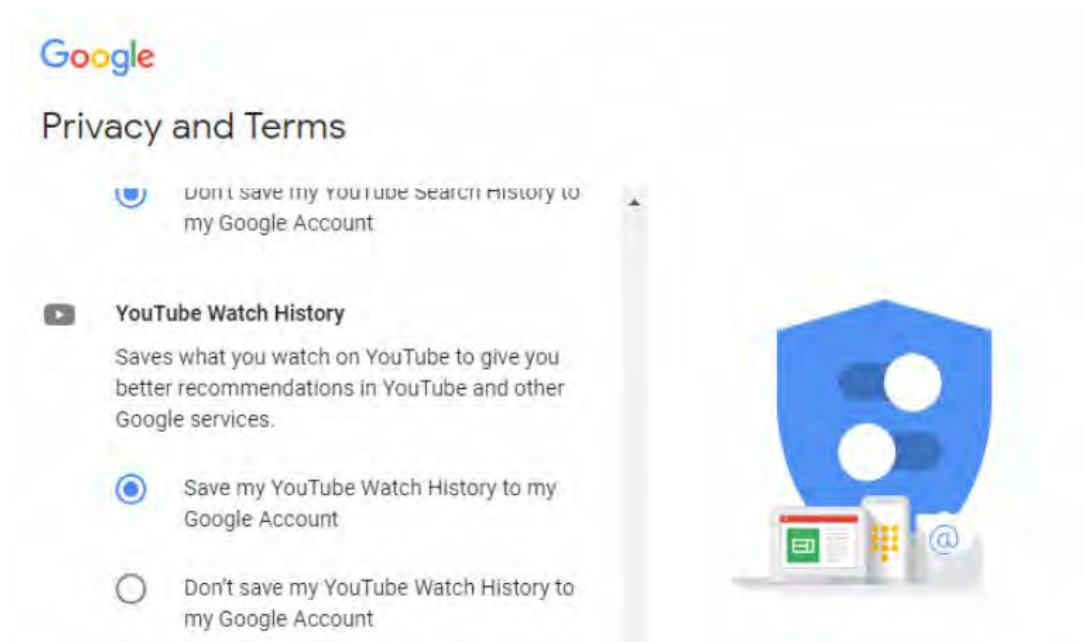 Google
Privacy and Terms
Don't save my YouTube Search History to
my Google Account
YouTube Watch History
Saves what you watch on YouTube to give you
better recommendations in YouTube and other
Google services.
Save my YouTube Watch History to my
Google Account
Don't save my YouTube Watch History to
my Google Account
@